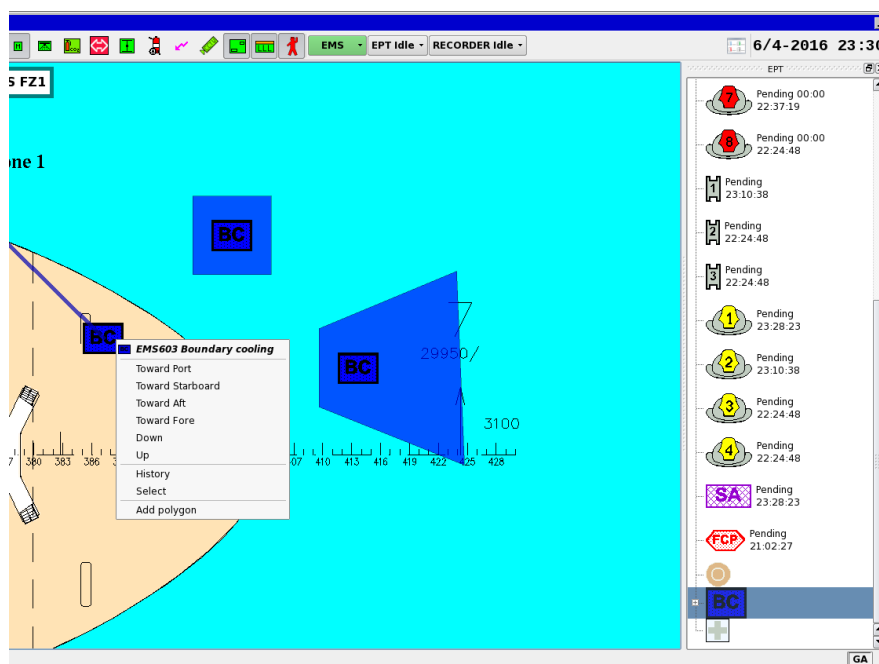 EMS
EPT Idle
RECORDER Idle
6/4-2016 23:30
S FZ1
one 1
BC
BC
29950/
3100
BC
EMS603 Boundary cooling
Toward Port
Toward Starboard
Toward Aft
Toward Fore
Down
Up
History
Select
Add polygon
380 383 386 407 410 413 416 419 422 425 428
EPT
7 Pending 00:00
22:37:19
8 Pending 00:00
22:24:48
1 Pending
23:10:38
2 Pending
22:24:48
3 Pending
22:24:48
1 Pending
23:28:23
2 Pending
23:10:38
3 Pending
22:24:48
4 Pending
22:24:48
SA Pending
23:28:23
FCP Pending
21:02:27
BC
GA